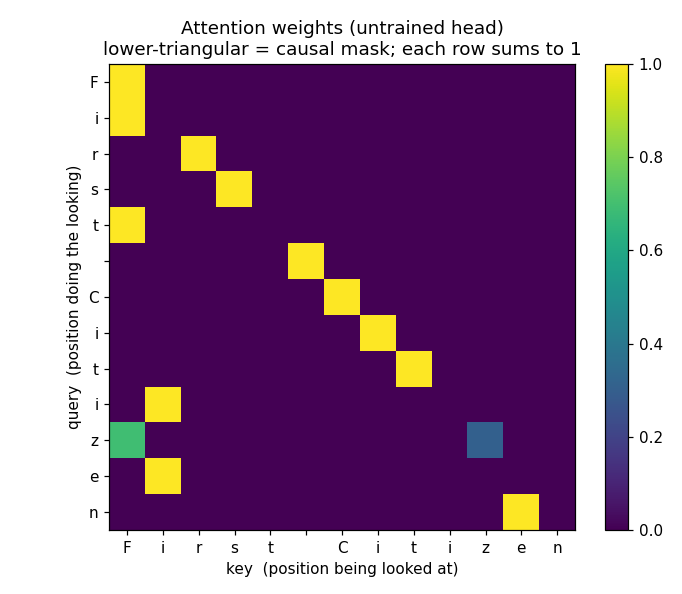 Attention weights (untrained head)
lower-triangular = causal mask; each row sums to 1
query  (position doing the looking)
F
i
r
s
t
C
i
t
i
z
e
n
F i r s t   C i t i z e n
key  (position being looked at)
1.0
0.8
0.6
0.4
0.2
0.0